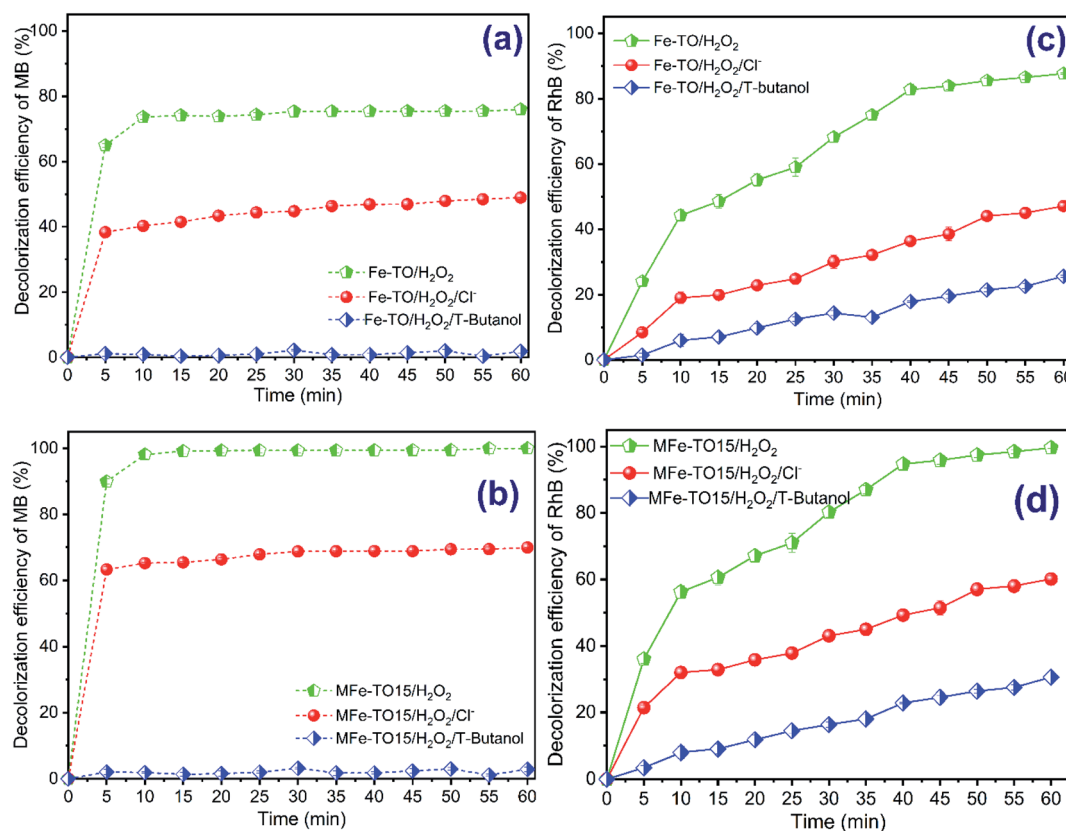 (a)
Decolorization efficiency of MB (%)
100
80
60
40
20
0
Fe-TO/H₂O₂
Fe-TO/H₂O₂/Cl⁻
Fe-TO/H₂O₂/T-Butanol
0 5 10 15 20 25 30 35 40 45 50 55 60
Time (min)
(c)
Decolorization efficiency of RhB (%)
100
80
60
40
20
0
Fe-TO/H₂O₂
Fe-TO/H₂O₂/Cl⁻
Fe-TO/H₂O₂/T-butanol
0 5 10 15 20 25 30 35 40 45 50 55 60
Time (min)
(b)
Decolorization efficiency of MB (%)
100
80
60
40
20
0
MFe-TO15/H₂O₂
MFe-TO15/H₂O₂/Cl⁻
MFe-TO15/H₂O₂/T-Butanol
0 5 10 15 20 25 30 35 40 45 50 55 60
Time (min)
(d)
Decolorization efficiency of RhB (%)
100
80
60
40
20
0
MFe-TO15/H₂O₂
MFe-TO15/H₂O₂/Cl⁻
MFe-TO15/H₂O₂/T-Butanol
0 5 10 15 20 25 30 35 40 45 50 55 60
Time (min)